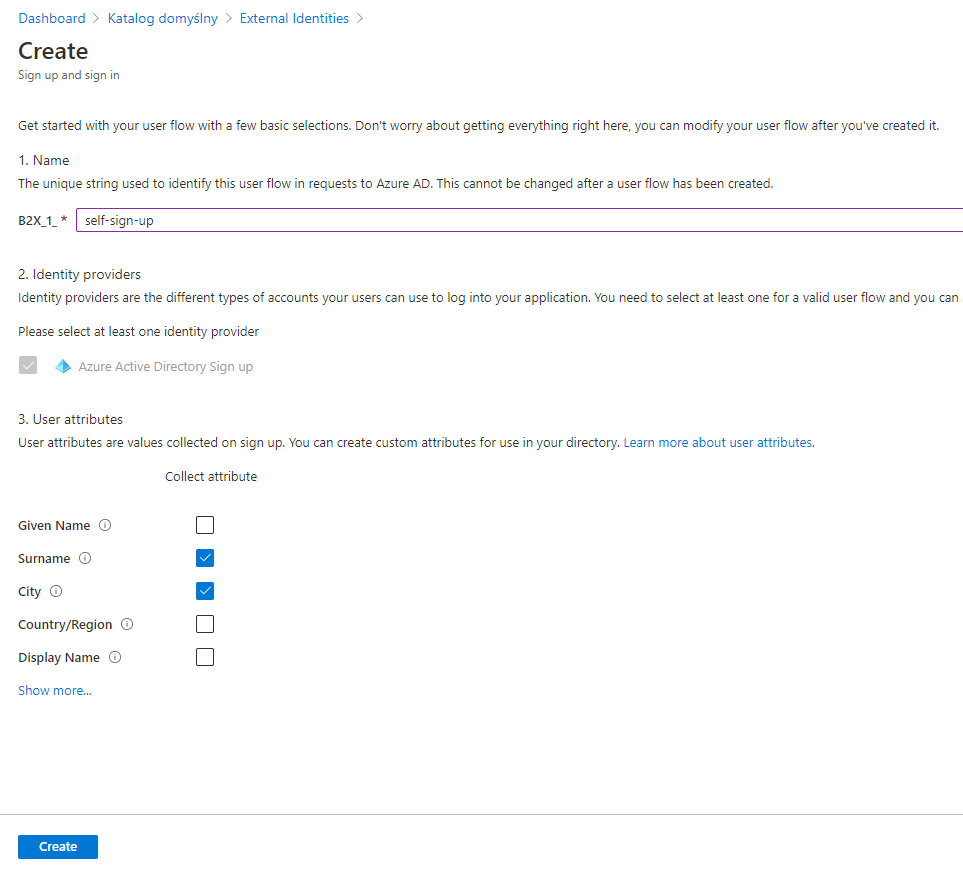 Dashboard > Katalog domyślny > External Identities >
Create
Sign up and sign in
Get started with your user flow with a few basic selections. Don't worry about getting everything right here, you can modify your user flow after you've created it.
1. Name
The unique string used to identify this user flow in requests to Azure AD. This cannot be changed after a user flow has been created.
B2X_1_ * self-sign-up
2. Identity providers
Identity providers are the different types of accounts your users can use to log into your application. You need to select at least one for a valid user flow and you can
Please select at least one identity provider
Azure Active Directory Sign up
3. User attributes
User attributes are values collected on sign up. You can create custom attributes for use in your directory. Learn more about user attributes.
Collect attribute
Given Name
Surname
City
Country/Region
Display Name
Show more...
Create